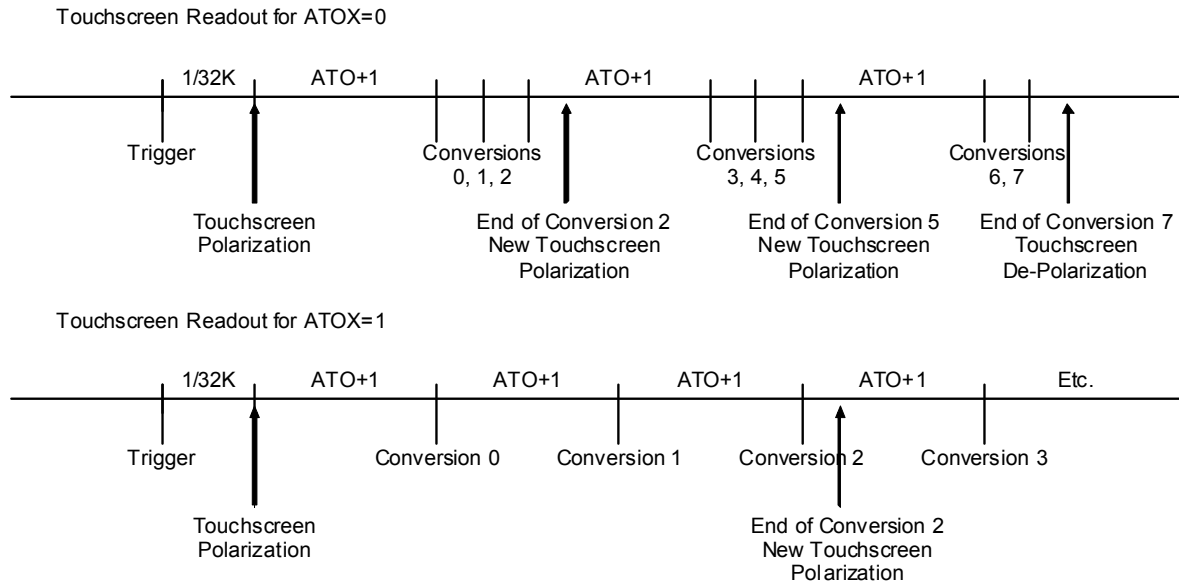 Touchscreen Readout for ATOX=0
1/32K ATO+1 ATO+1 ATO+1
Trigger Conversions Conversions Conversions
0, 1, 2 3, 4, 5 6, 7
Touchscreen End of Conversion 2 End of Conversion 5 End of Conversion 7
Polarization New Touchscreen New Touchscreen Touchscreen
Polarization Polarization De-Polarization
Touchscreen Readout for ATOX=1
1/32K ATO+1 ATO+1 ATO+1 ATO+1 Etc.
Trigger Conversion 0 Conversion 1 Conversion 2 Conversion 3
Touchscreen End of Conversion 2
Polarization New Touchscreen
Polarization